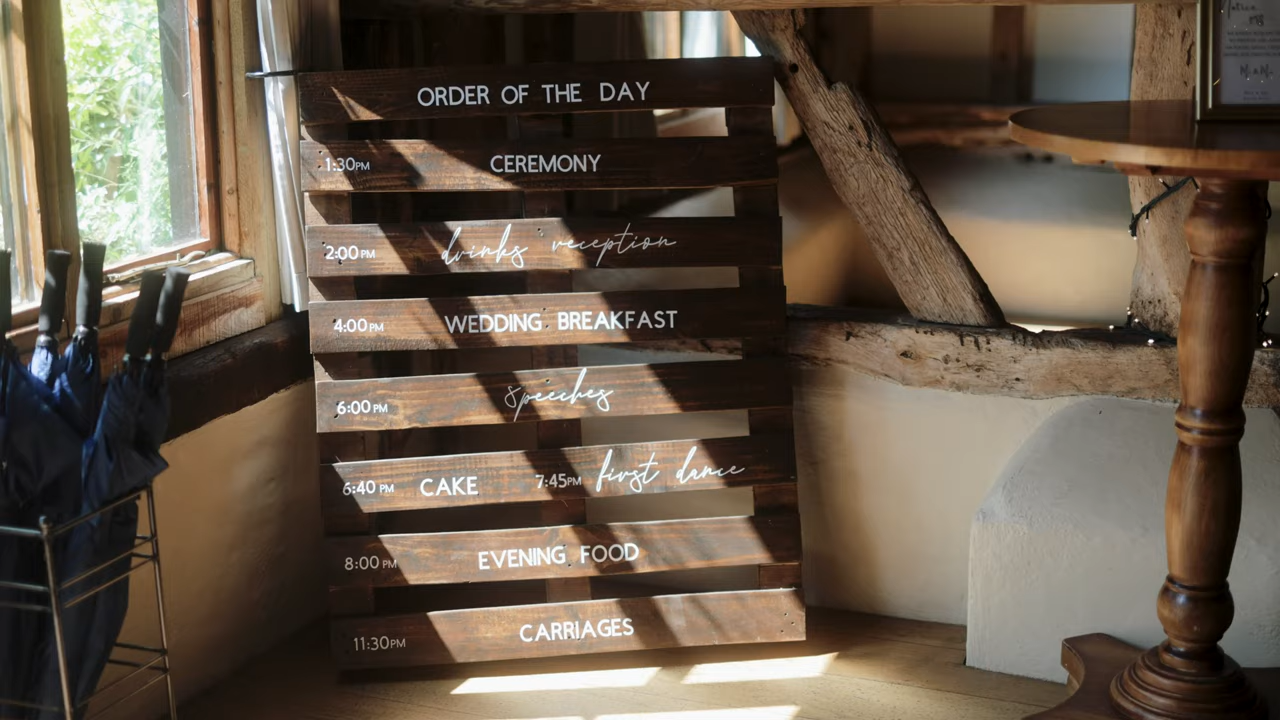 ORDER OF THE DAY
1:30PM CEREMONY
2:00PM drinks reception
4:00PM WEDDING BREAKFAST
6:00PM speeches
6:40PM CAKE 7:45PM first dance
8:00PM EVENING FOOD
11:30PM CARRIAGES